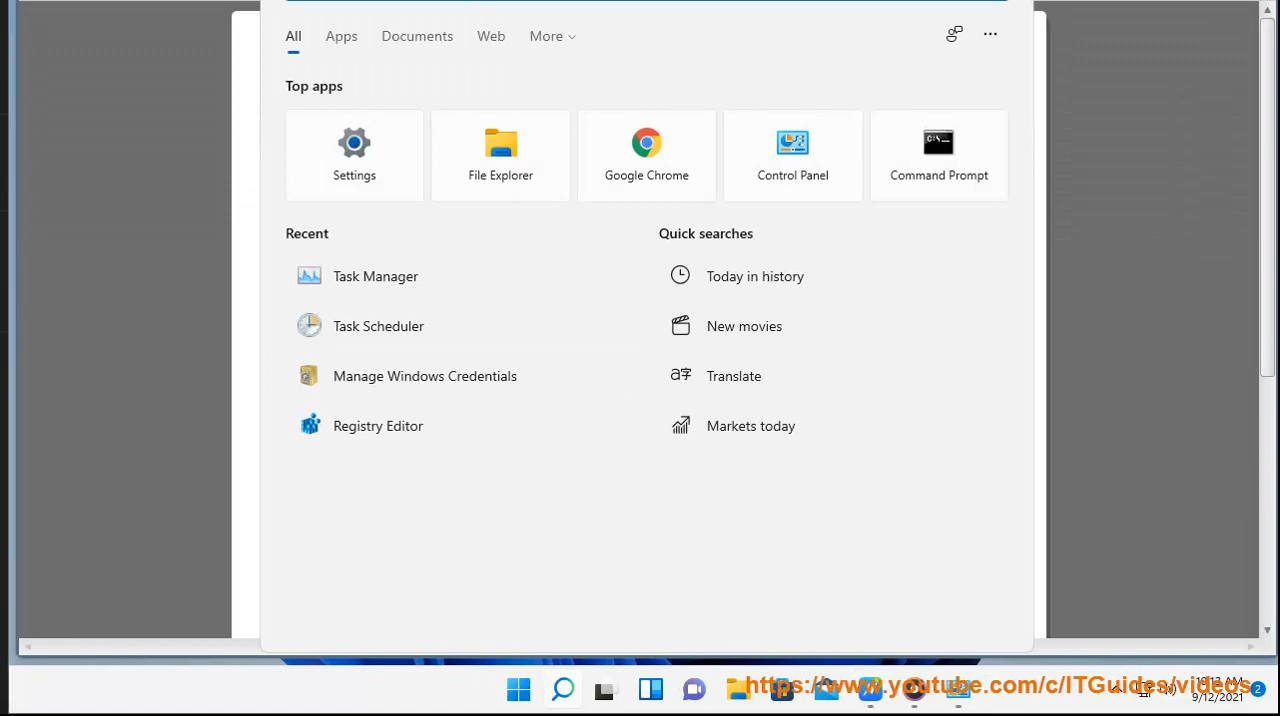 All Apps Documents Web More
Top apps
Settings File Explorer Google Chrome Control Panel Command Prompt
Recent Quick searches
Task Manager Today in history
Task Scheduler New movies
Manage Windows Credentials Translate
Registry Editor Markets today
https://www.youtube.com/c/ITGuides/videos
9/12/2021 2